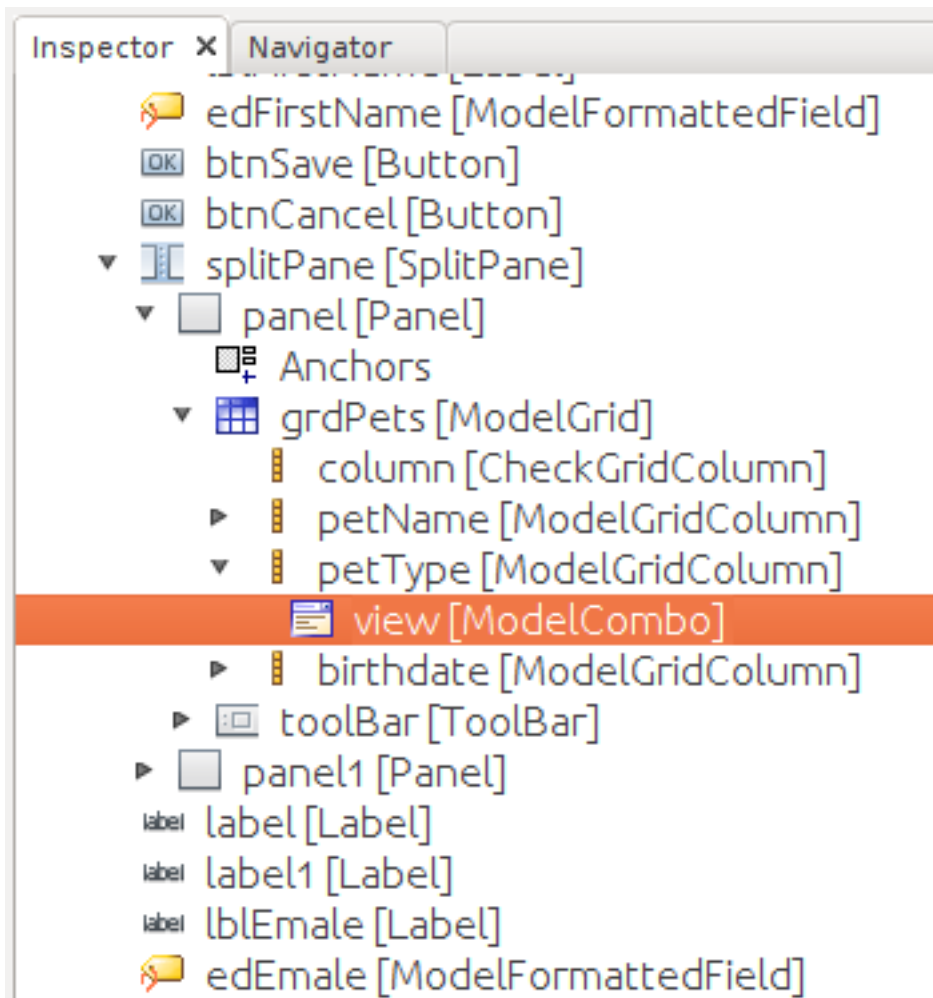 Inspector × Navigator
edFirstName [ModelFormattedField]
OK btnSave [Button]
OK btnCancel [Button]
splitPane [SplitPane]
panel [Panel]
Anchors
grdPets [ModelGrid]
column [CheckGridColumn]
petName [ModelGridColumn]
petType [ModelGridColumn]
view [ModelCombo]
birthdate [ModelGridColumn]
toolBar [ToolBar]
panel1 [Panel]
label label [Label]
label label1 [Label]
label lblEmale [Label]
edEmale [ModelFormattedField]